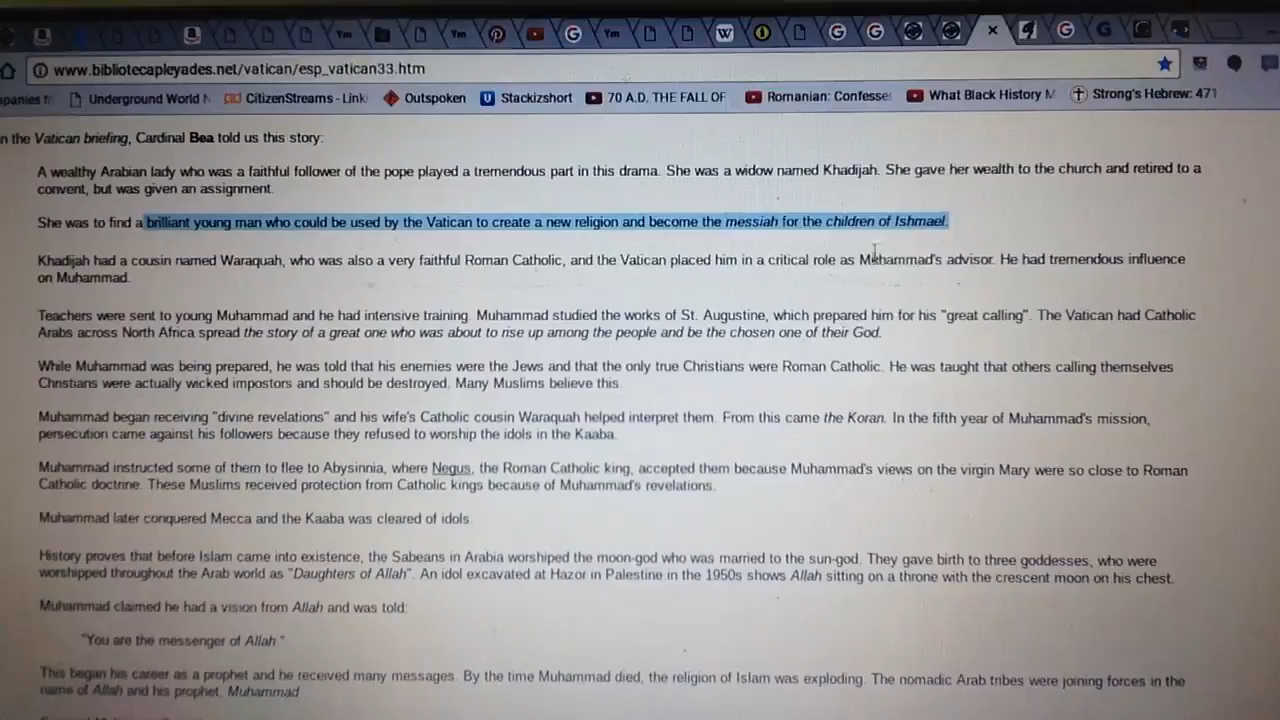 Ym
Ym
Ym
www.bibliotecapleyades.net/vatican/esp_vatican33.htm
panies fr
Underground World N
CitizenStreams - Link
Outspoken
Stackizshort
70 A.D. THE FALL OF
Romanian: Confesse
What Black History M
Strong's Hebrew: 471
n the Vatican briefing, Cardinal Bea told us this story:
A wealthy Arabian lady who was a faithful follower of the pope played a tremendous part in this drama. She was a widow named Khadijah. She gave her wealth to the church and retired to a
convent, but was given an assignment.
She was to find a brilliant young man who could be used by the Vatican to create a new religion and become the messiah for the children of Ishmael.
Khadijah had a cousin named Waraquah, who was also a very faithful Roman Catholic, and the Vatican placed him in a critical role as Muhammad's advisor. He had tremendous influence
on Muhammad.
Teachers were sent to young Muhammad and he had intensive training. Muhammad studied the works of St. Augustine, which prepared him for his "great calling". The Vatican had Catholic
Arabs across North Africa spread the story of a great one who was about to rise up among the people and be the chosen one of their God.
While Muhammad was being prepared, he was told that his enemies were the Jews and that the only true Christians were Roman Catholic. He was taught that others calling themselves
Christians were actually wicked impostors and should be destroyed. Many Muslims believe this.
Muhammad began receiving "divine revelations" and his wife's Catholic cousin Waraquah helped interpret them. From this came the Koran. In the fifth year of Muhammad's mission,
persecution came against his followers because they refused to worship the idols in the Kaaba.
Muhammad instructed some of them to flee to Abysinnia, where Negus, the Roman Catholic king, accepted them because Muhammad's views on the virgin Mary were so close to Roman
Catholic doctrine. These Muslims received protection from Catholic kings because of Muhammad's revelations.
Muhammad later conquered Mecca and the Kaaba was cleared of idols.
History proves that before Islam came into existence, the Sabeans in Arabia worshiped the moon-god who was married to the sun-god. They gave birth to three goddesses, who were
worshipped throughout the Arab world as "Daughters of Allah". An idol excavated at Hazor in Palestine in the 1950s shows Allah sitting on a throne with the crescent moon on his chest.
Muhammad claimed he had a vision from Allah and was told:
"You are the messenger of Allah."
This began his career as a prophet and he received many messages. By the time Muhammad died, the religion of Islam was exploding. The nomadic Arab tribes were joining forces in the
name of Allah and his prophet, Muhammad